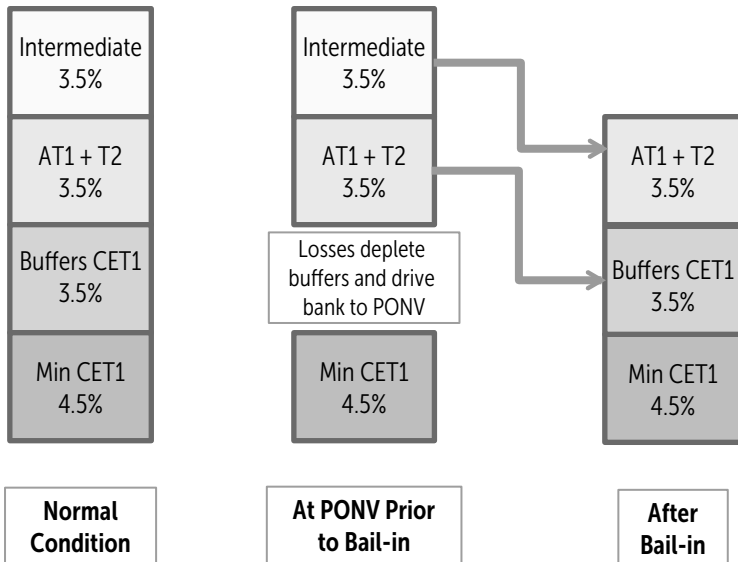 Intermediate
3.5%
AT1 + T2
3.5%
Buffers CET1
3.5%
Min CET1
4.5%
Normal
Condition
Intermediate
3.5%
AT1 + T2
3.5%
Losses deplete
buffers and drive
bank to PONV
Min CET1
4.5%
At PONV Prior
to Bail-in
AT1 + T2
3.5%
Buffers CET1
3.5%
Min CET1
4.5%
After
Bail-in